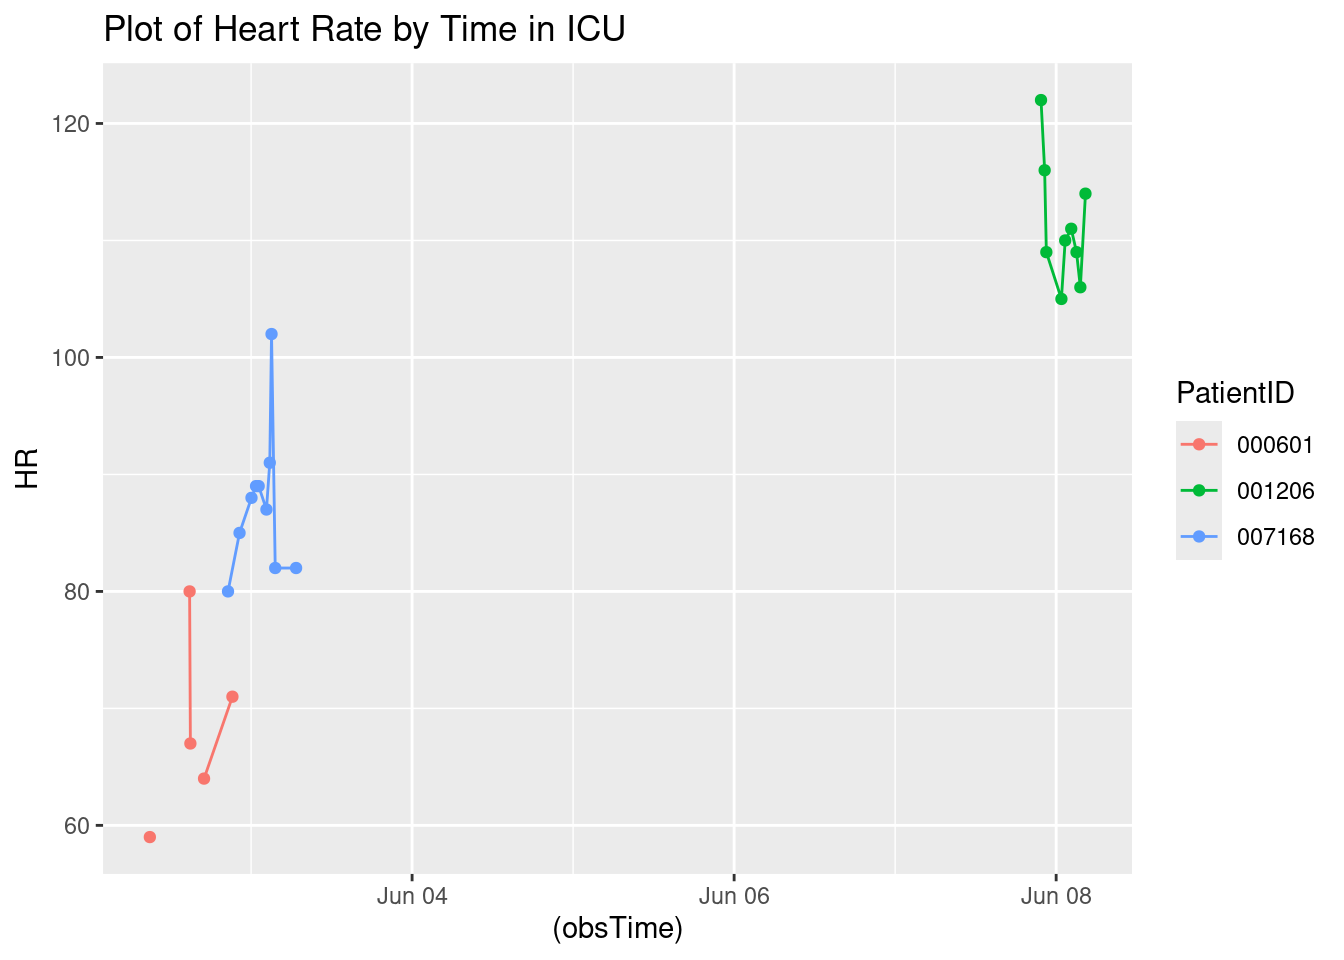 Plot of Heart Rate by Time in ICU
120
100
80
60
HR
Jun 04
Jun 06
Jun 08
(obsTime)
PatientID
000601
001206
007168